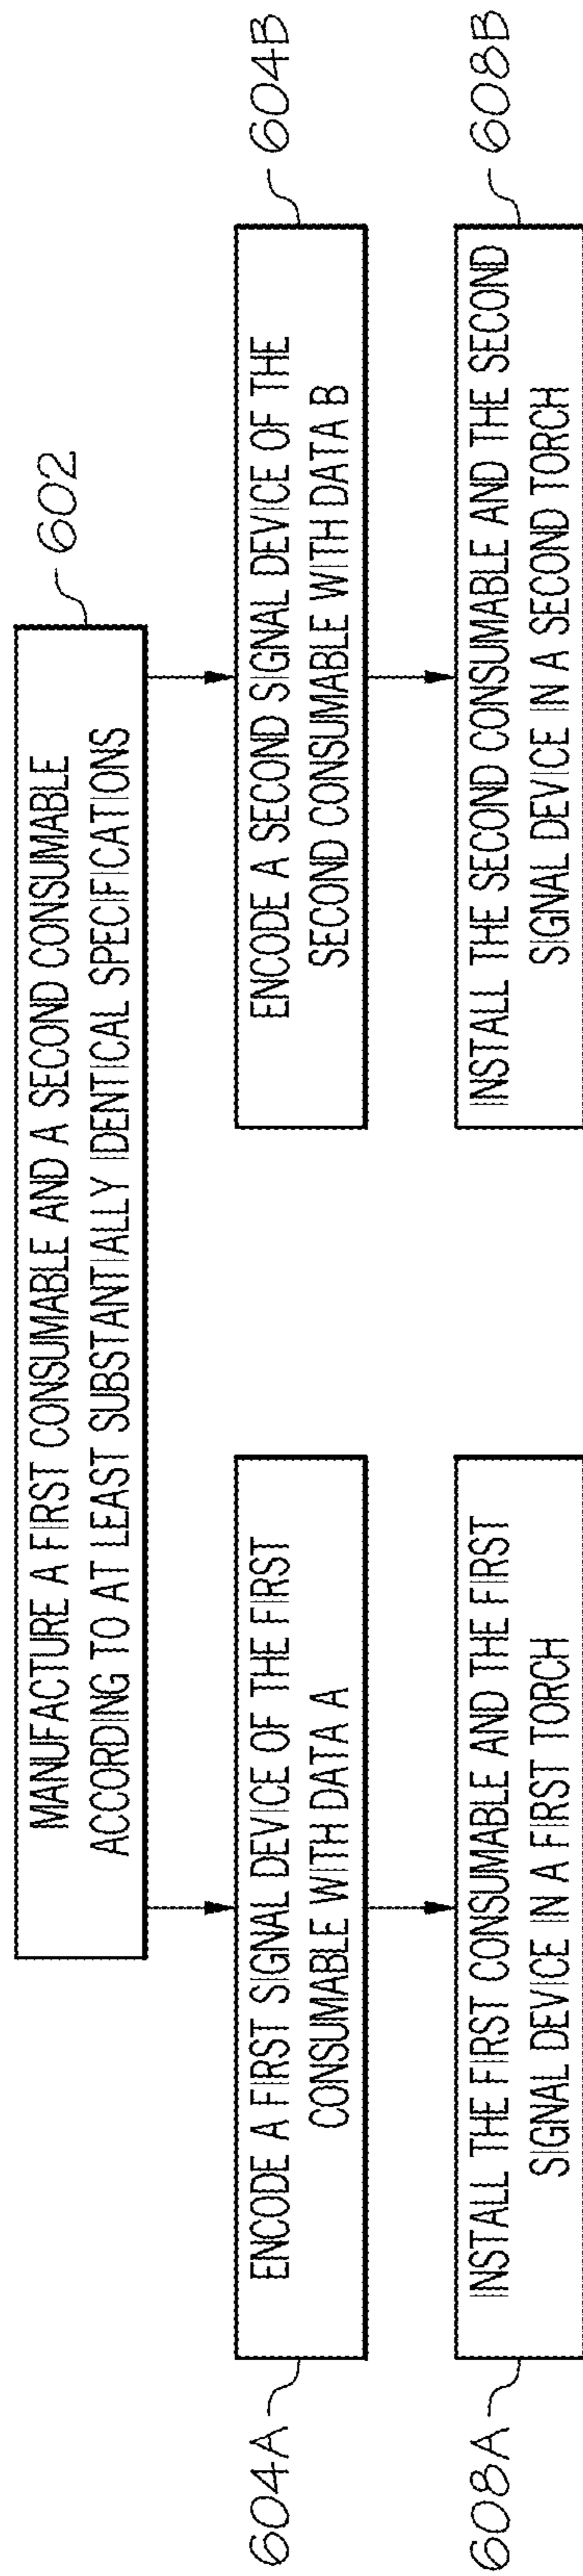 MANUFACTURE A FIRST CONSUMABLE AND A SECOND CONSUMABLE
ACCORDING TO AT LEAST SUBSTANTIALLY IDENTICAL SPECIFICATIONS
602
604A
ENCODE A FIRST SIGNAL DEVICE OF THE FIRST
CONSUMABLE WITH DATA A
ENCODE A SECOND SIGNAL DEVICE OF THE
SECOND CONSUMABLE WITH DATA B
604B
608A
INSTALL THE FIRST CONSUMABLE AND THE FIRST
SIGNAL DEVICE IN A FIRST TORCH
INSTALL THE SECOND CONSUMABLE AND THE SECOND
SIGNAL DEVICE IN A SECOND TORCH
608B